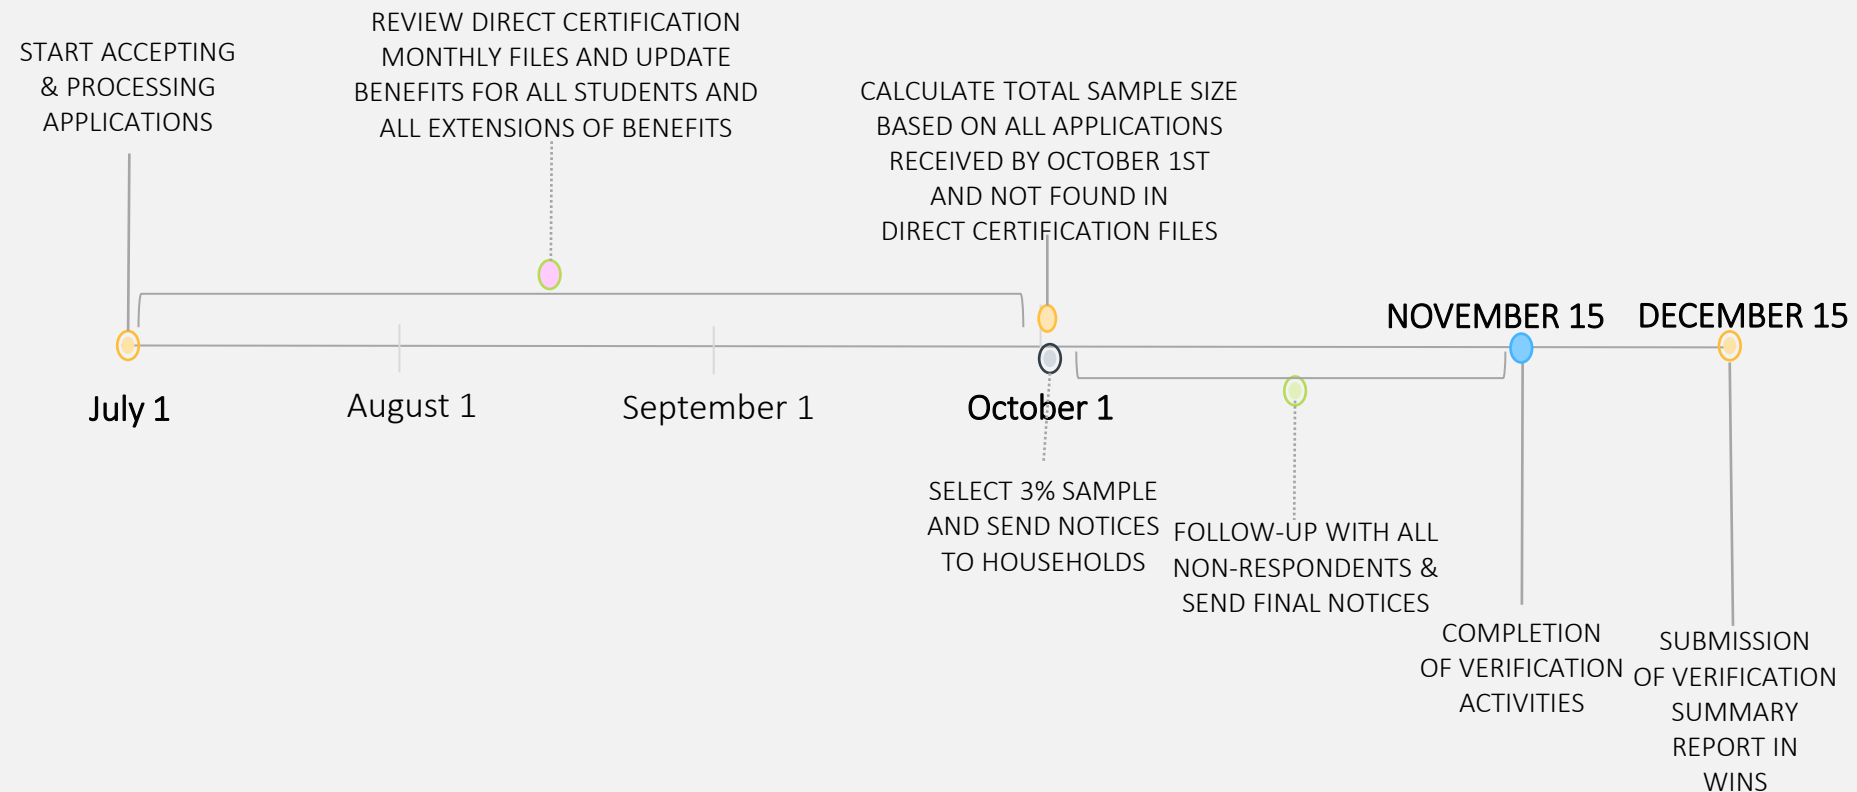 START ACCEPTING
& PROCESSING
APPLICATIONS
REVIEW DIRECT CERTIFICATION
MONTHLY FILES AND UPDATE
BENEFITS FOR ALL STUDENTS AND
ALL EXTENSIONS OF BENEFITS
CALCULATE TOTAL SAMPLE SIZE
BASED ON ALL APPLICATIONS
RECEIVED BY OCTOBER 1ST
AND NOT FOUND IN
DIRECT CERTIFICATION FILES
NOVEMBER 15
DECEMBER 15
July 1
August 1
September 1
October 1
SELECT 3% SAMPLE
AND SEND NOTICES
TO HOUSEHOLDS
FOLLOW-UP WITH ALL
NON-RESPONDENTS &
SEND FINAL NOTICES
COMPLETION
OF VERIFICATION
ACTIVITIES
SUBMISSION
OF VERIFICATION
SUMMARY
REPORT IN
WINS